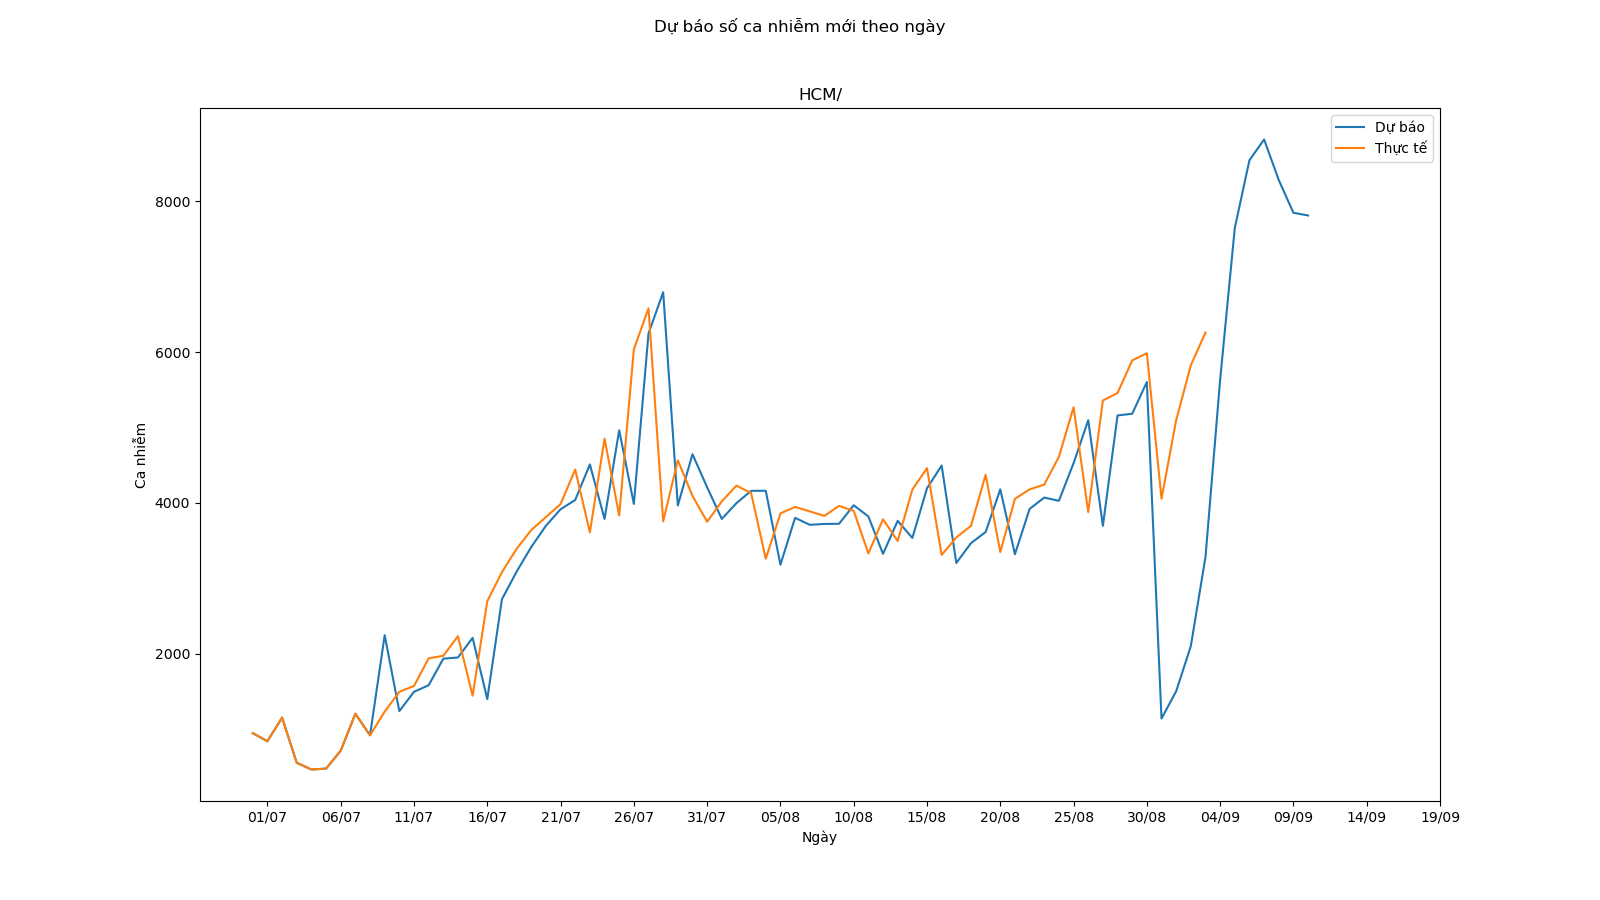 Dự báo số ca nhiễm mới theo ngày
HCM/
Dự báo
Thực tế
8000
6000
4000
2000
Ca nhiễm
01/07 06/07 11/07 16/07 21/07 26/07 31/07 05/08 10/08 15/08 20/08 25/08 30/08 04/09 09/09 14/09 19/09
Ngày